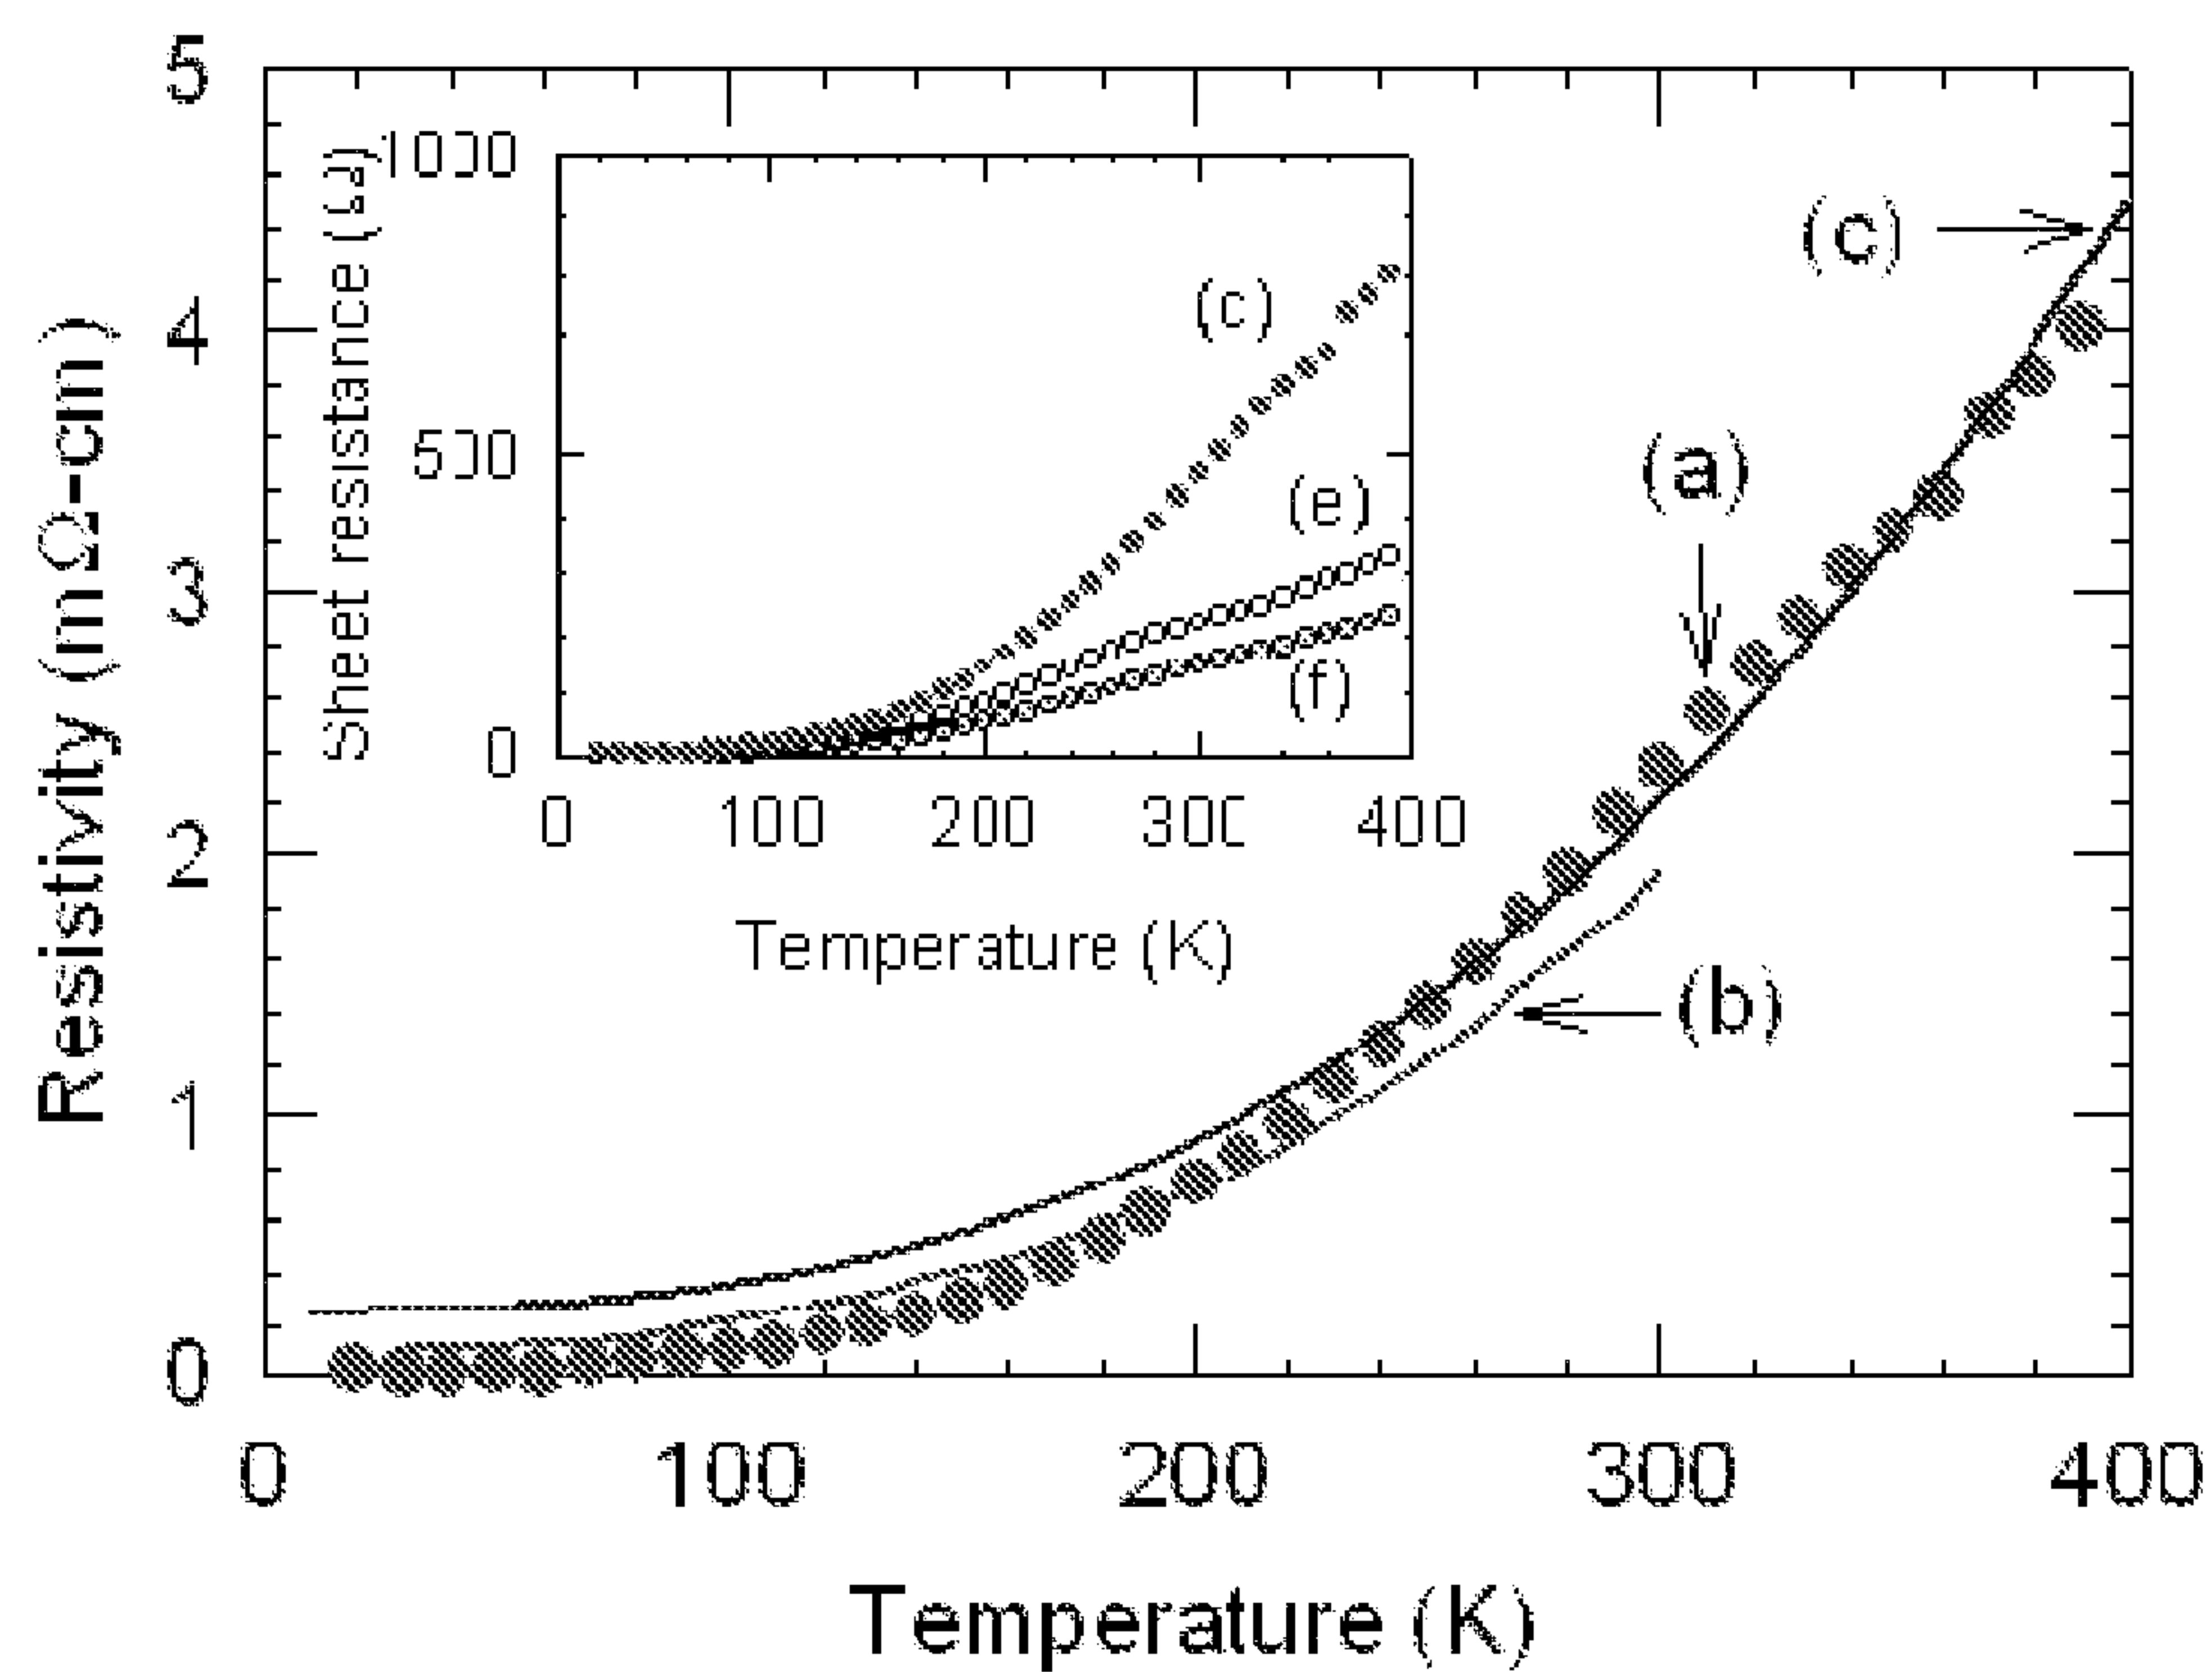 Resistivity (mΩ-cm)
5
4
3
2
1
0
0 100 200 300 400
Temperature (K)
(c)
(a)
(b)
Sheet resistance (Ω)
1000
500
0
0 100 200 300 400
Temperature (K)
(c)
(e)
(f)